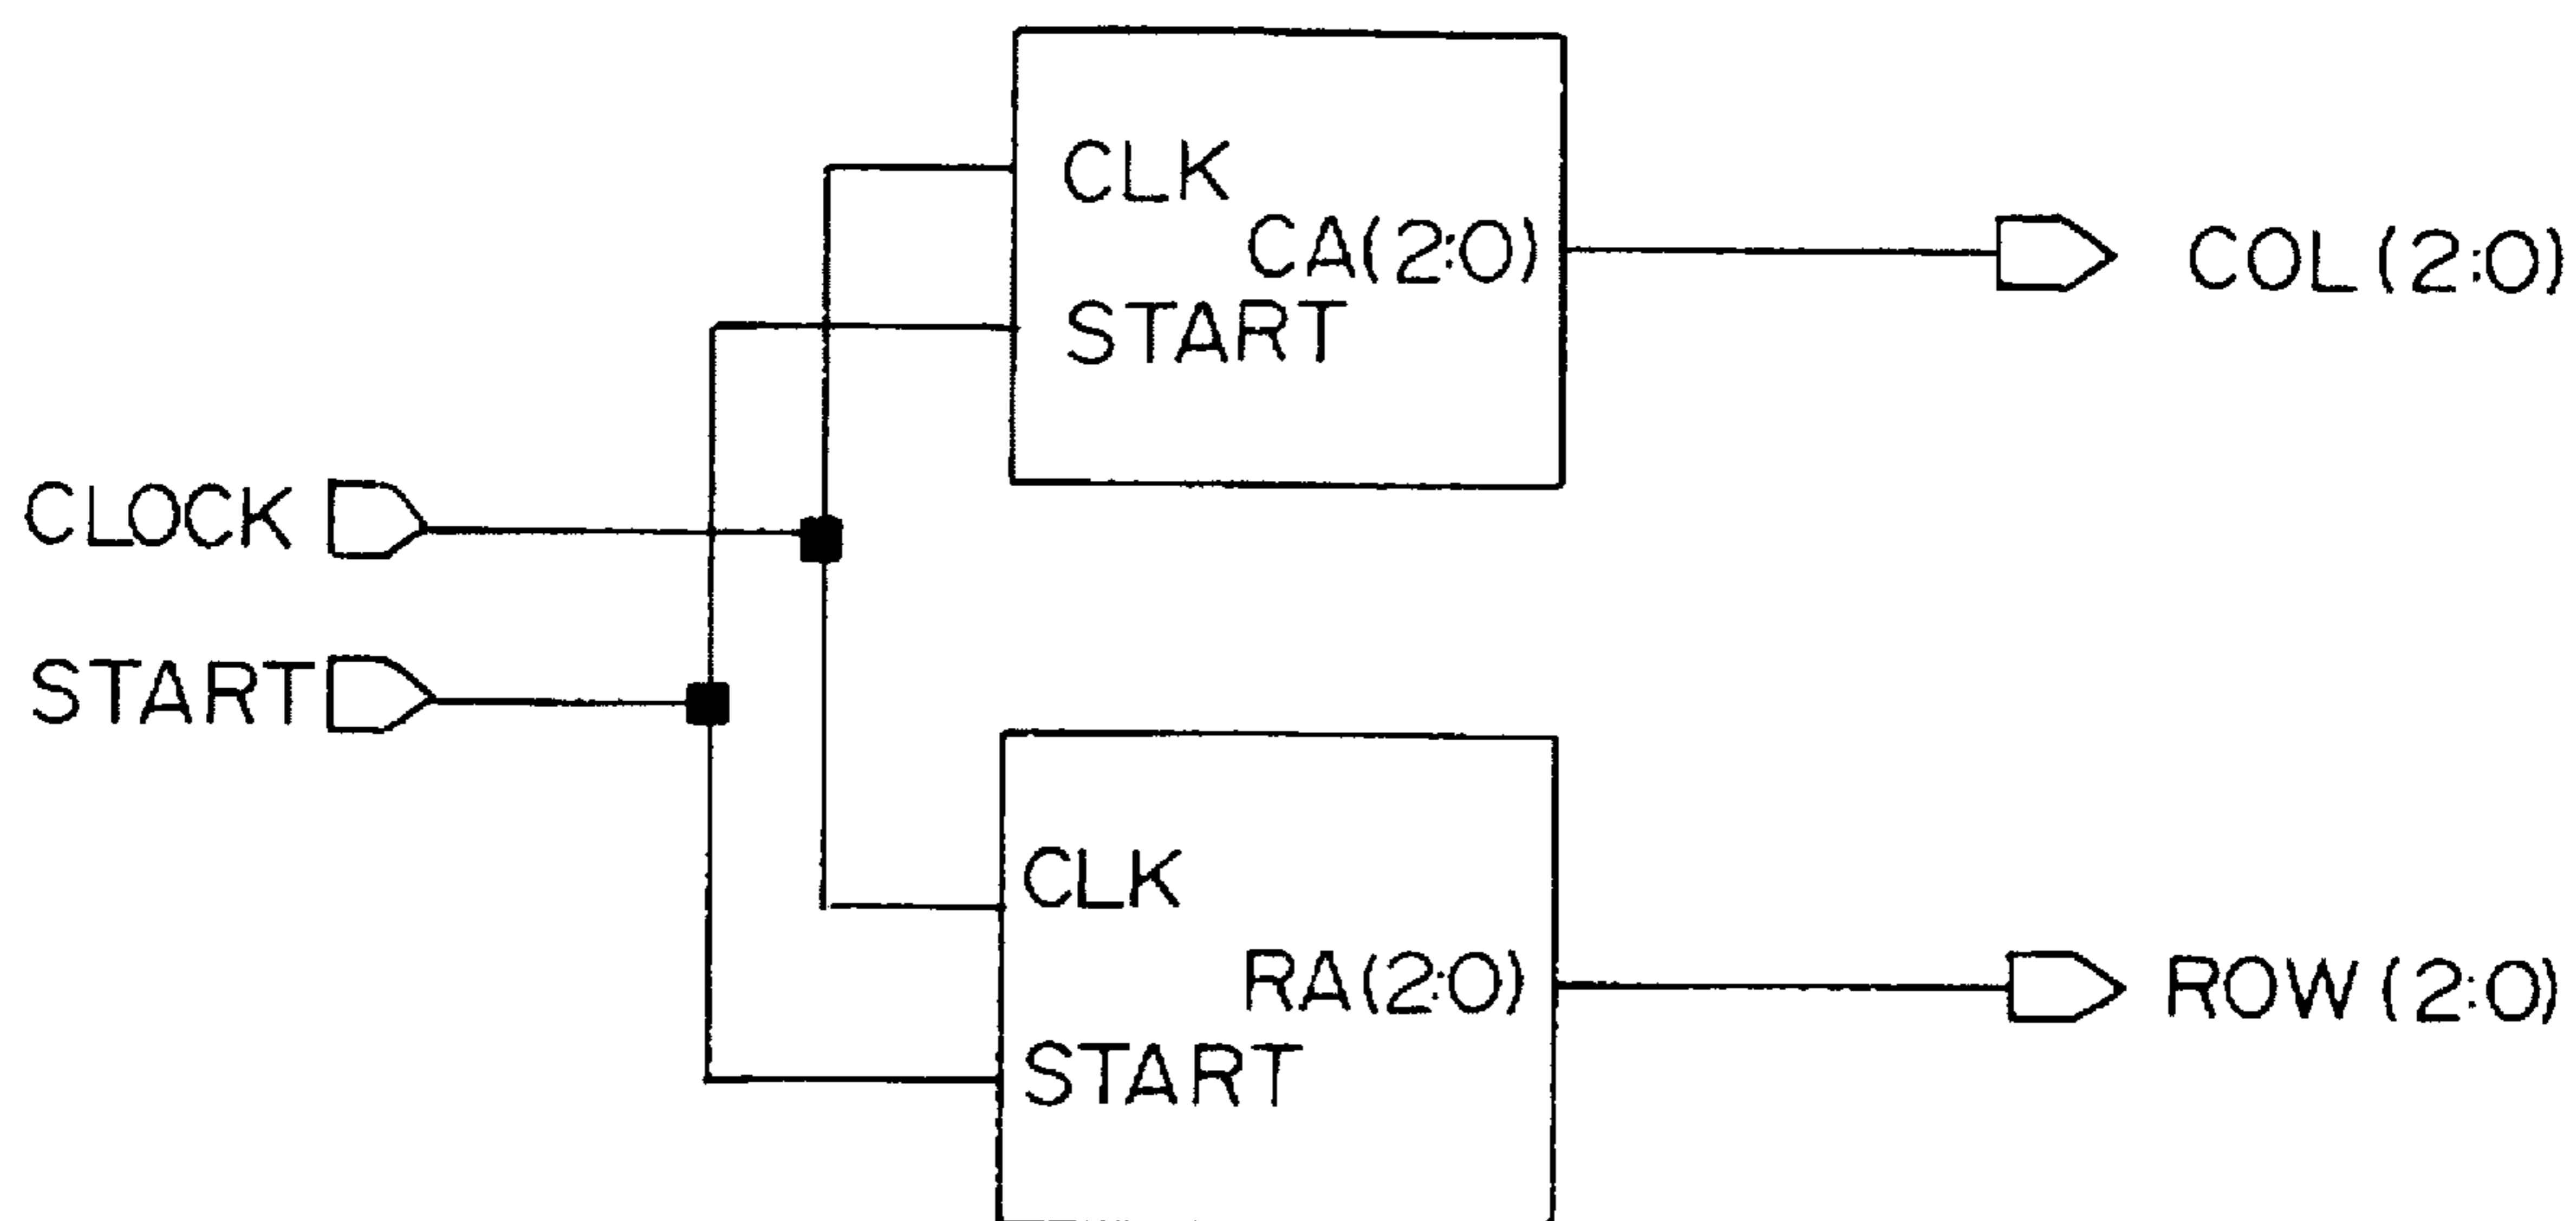 CLK
CA(2:0)
COL(2:0)
START
CLOCK
START
CLK
RA(2:0)
ROW(2:0)
START